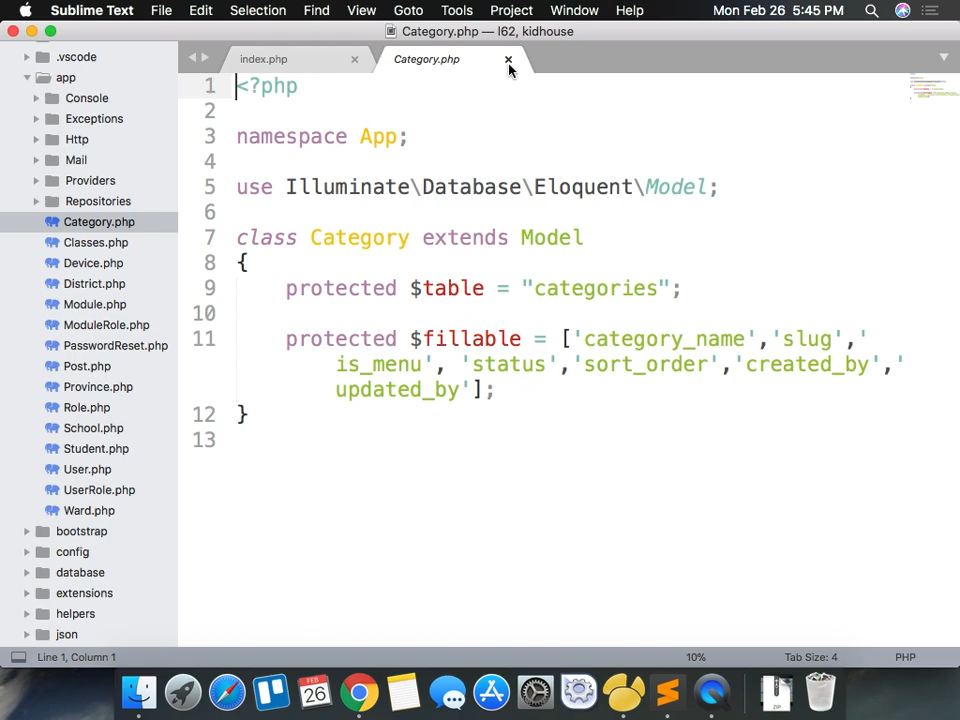 Sublime Text File Edit Selection Find View Goto Tools Project Window Help Mon Feb 26 5:45 PM
Category.php — l62, kidhouse
.vscode
app
Console
Exceptions
Http
Mail
Providers
Repositories
Category.php
Classes.php
Device.php
District.php
Module.php
ModuleRole.php
PasswordReset.php
Post.php
Province.php
Role.php
School.php
Student.php
User.php
UserRole.php
Ward.php
bootstrap
config
database
extensions
helpers
json
index.php Category.php
1 <?php
2
3 namespace App;
4
5 use Illuminate\Database\Eloquent\Model;
6
7 class Category extends Model
8 {
9 protected $table = "categories";
10
11 protected $fillable = ['category_name','slug','
is_menu', 'status','sort_order','created_by','
updated_by'];
12 }
13
Line 1, Column 1 10% Tab Size: 4 PHP
FEB
26
ZIP